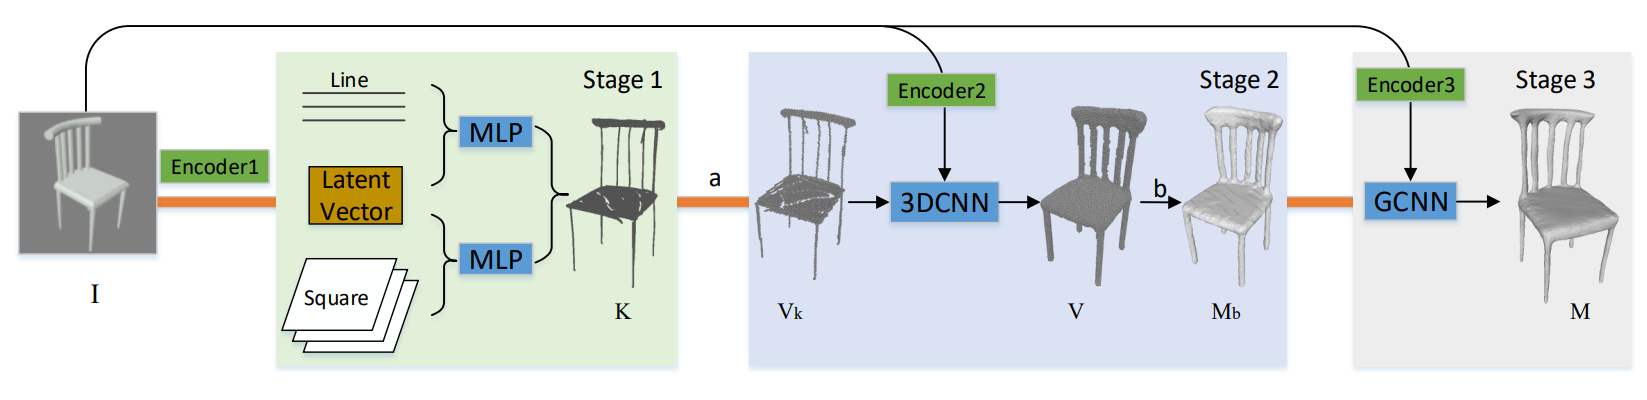 I
Encoder1
Stage 1
Line
MLP
Latent
Vector
MLP
Square
K
a
Stage 2
Encoder2
3DCNN
b
Vk
V
Mb
Stage 3
Encoder3
GCNN
M